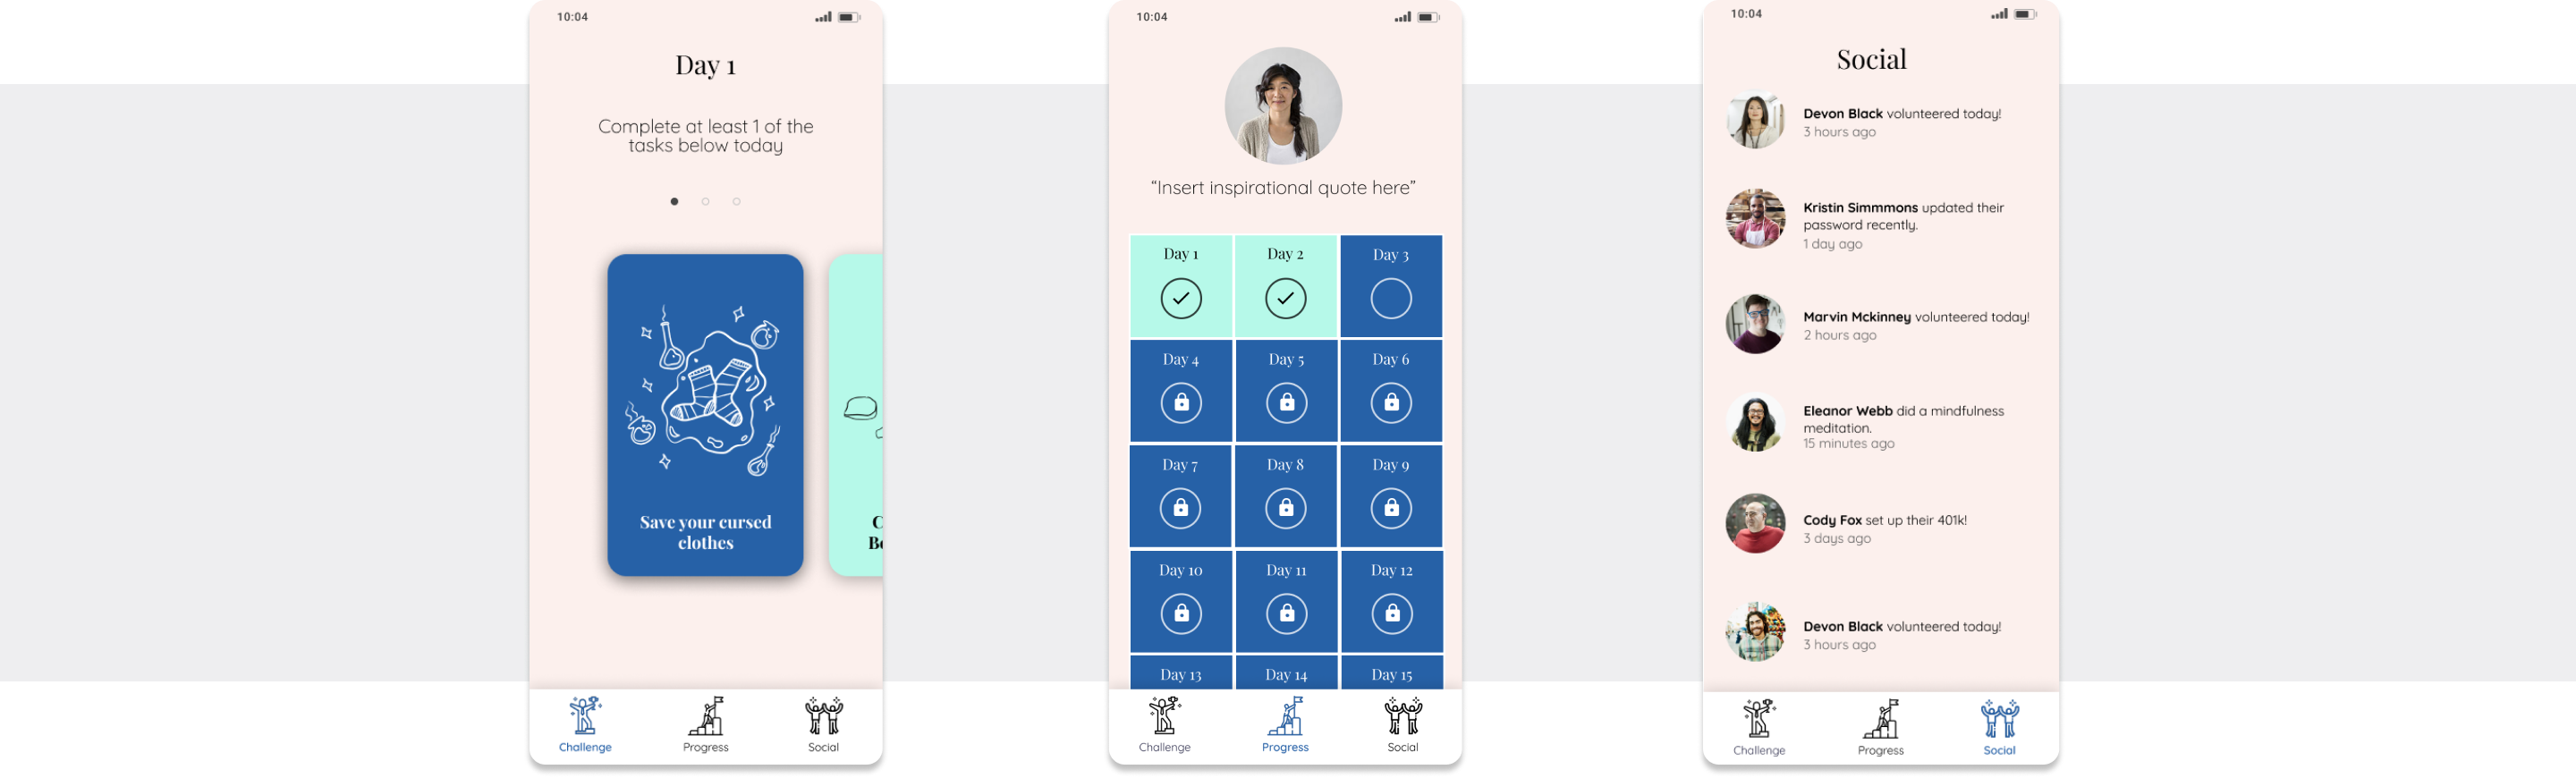 10:04
Day 1
Complete at least 1 of the
tasks below today
Save your cursed
clothes
C
Be
Challenge
Progress
Social
10:04
“Insert inspirational quote here”
Day 1
Day 2
Day 3
Day 4
Day 5
Day 6
Day 7
Day 8
Day 9
Day 10
Day 11
Day 12
Day 13
Day 14
Day 15
Challenge
Progress
Social
10:04
Social
Devon Black volunteered today!
3 hours ago
Kristin Simmmons updated their
password recently.
1 day ago
Marvin Mckinney volunteered today!
2 hours ago
Eleanor Webb did a mindfulness
meditation.
15 minutes ago
Cody Fox set up their 401k!
3 days ago
Devon Black volunteered today!
3 hours ago
Challenge
Progress
Social